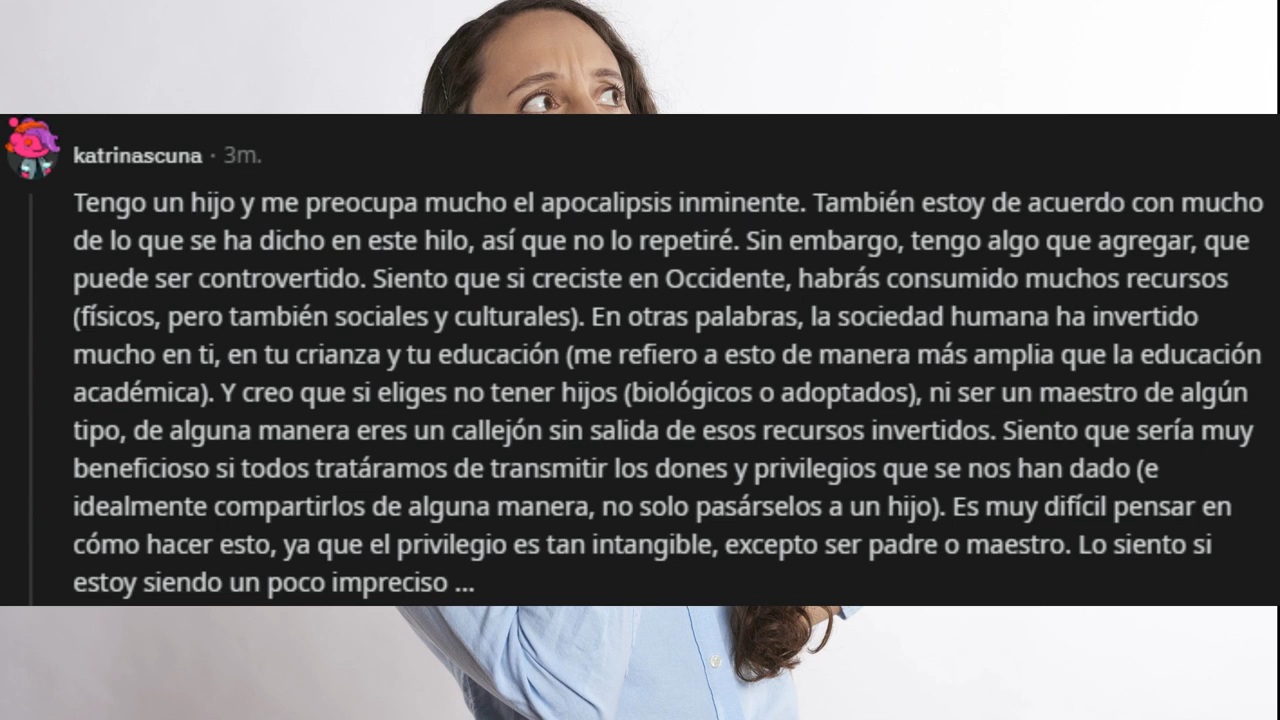 katrinascuna · 3m.
Tengo un hijo y me preocupa mucho el apocalipsis inminente. También estoy de acuerdo con mucho
de lo que se ha dicho en este hilo, así que no lo repetiré. Sin embargo, tengo algo que agregar, que
puede ser controvertido. Siento que si creciste en Occidente, habrás consumido muchos recursos
(físicos, pero también sociales y culturales). En otras palabras, la sociedad humana ha invertido
mucho en ti, en tu crianza y tu educación (me refiero a esto de manera más amplia que la educación
académica). Y creo que si eliges no tener hijos (biológicos o adoptados), ni ser un maestro de algún
tipo, de alguna manera eres un callejón sin salida de esos recursos invertidos. Siento que sería muy
beneficioso si todos tratáramos de transmitir los dones y privilegios que se nos han dado (e
idealmente compartirlos de alguna manera, no solo pasárselos a un hijo). Es muy difícil pensar en
cómo hacer esto, ya que el privilegio es tan intangible, excepto ser padre o maestro. Lo siento si
estoy siendo un poco impreciso ...